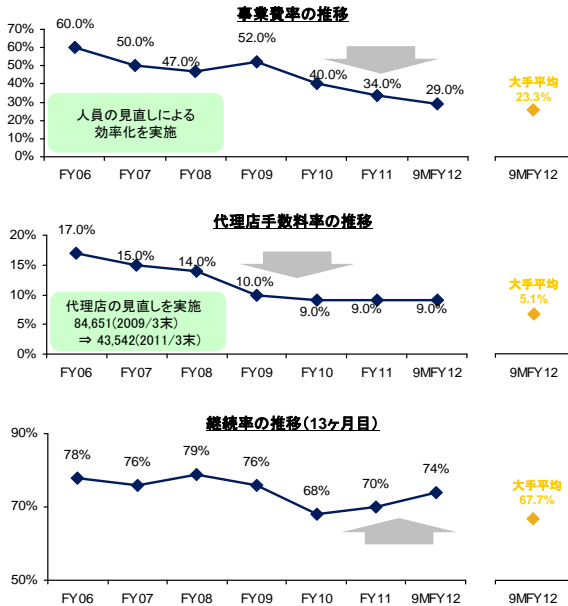 事業費率の推移
70%
60%
50%
40%
30%
20%
10%
0%
60.0%
50.0%
47.0%
52.0%
40.0%
34.0%
29.0%
人員の見直しによる
効率化を実施
大手平均
23.3%
FY06 FY07 FY08 FY09 FY10 FY11 9MFY12 9MFY12
代理店手数料率の推移
20%
15%
10%
5%
0%
17.0%
15.0%
14.0%
10.0%
9.0%
9.0%
9.0%
代理店の見直しを実施
84,651(2009/3末)
⇒ 43,542(2011/3末)
大手平均
5.1%
FY06 FY07 FY08 FY09 FY10 FY11 9MFY12 9MFY12
継続率の推移(13ヶ月目)
90%
70%
50%
78%
76%
79%
76%
68%
70%
74%
大手平均
67.7%
FY06 FY07 FY08 FY09 FY10 FY11 9MFY12 9MFY12